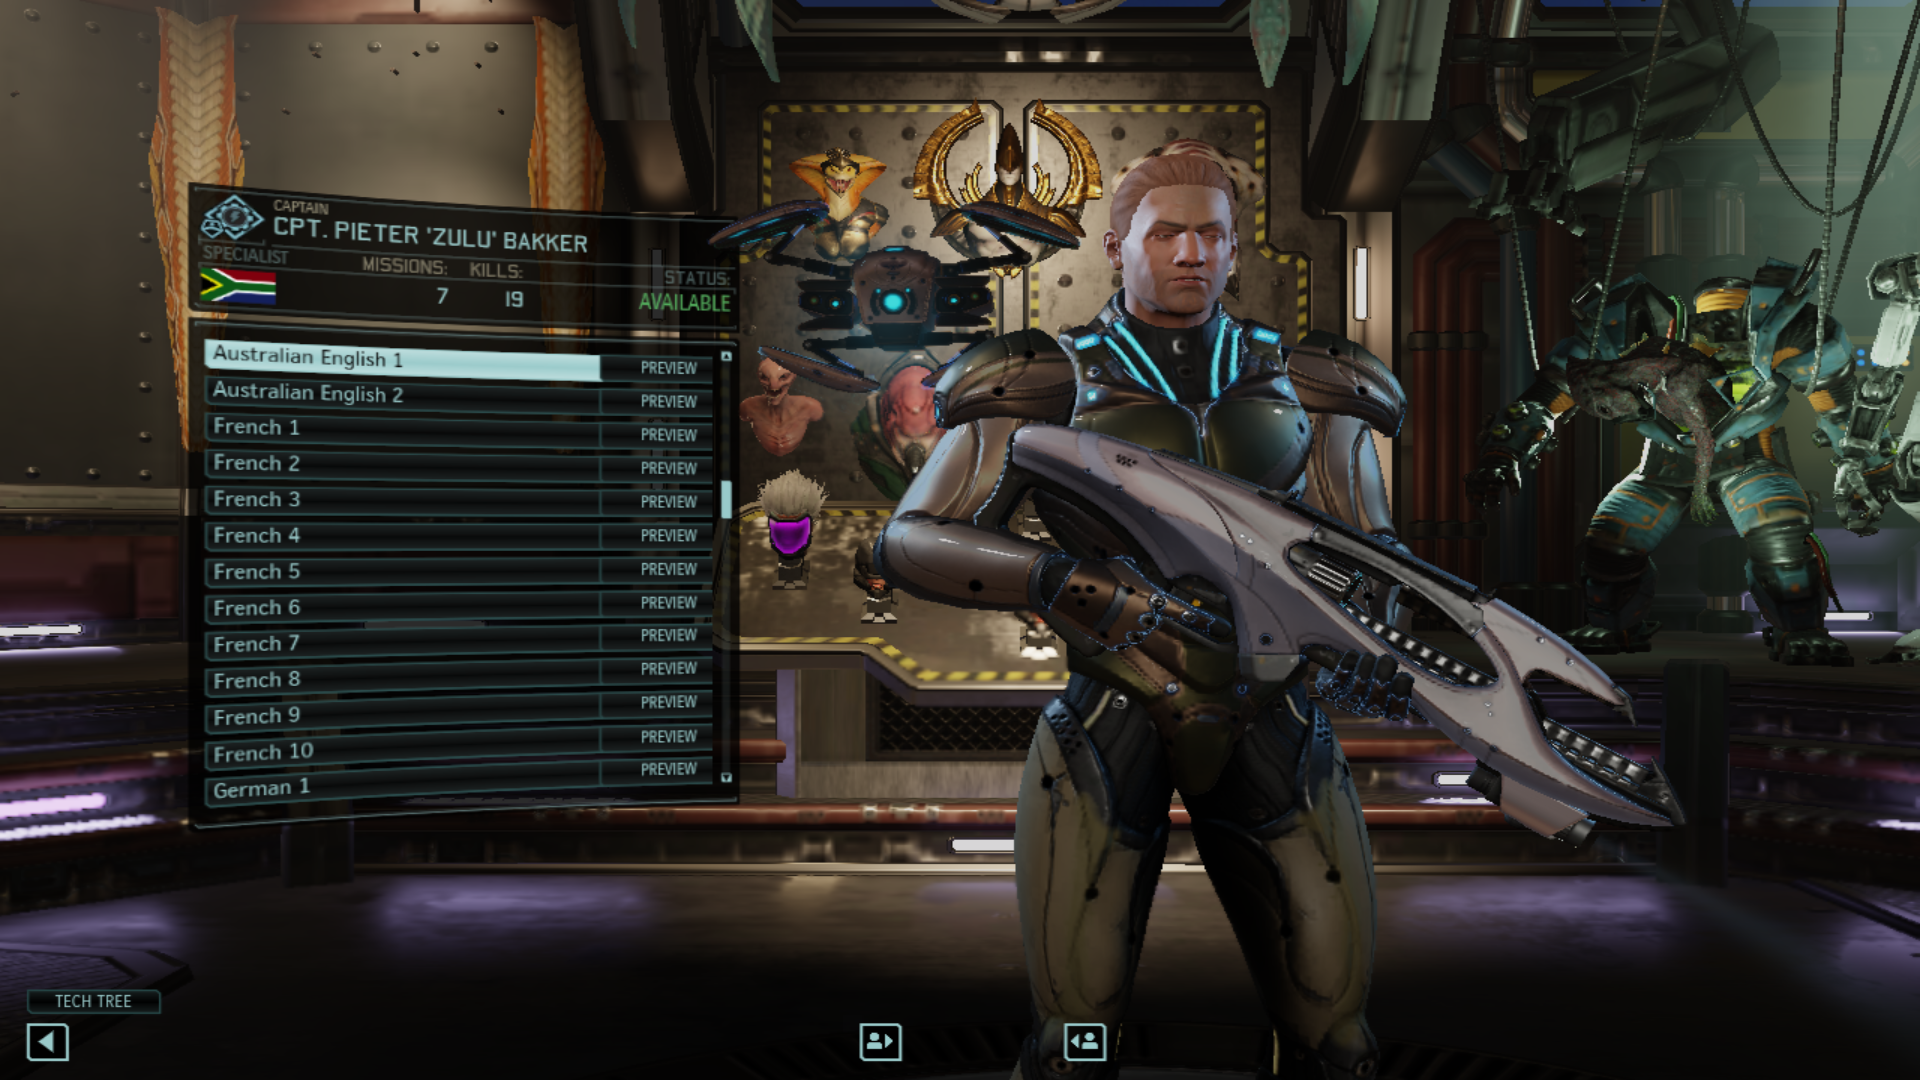 CAPTAIN
CPT. PIETER 'ZULU' BAKKER
SPECIALIST
MISSIONS: KILLS: STATUS:
7 19 AVAILABLE
Australian English 1 PREVIEW
Australian English 2 PREVIEW
French 1 PREVIEW
French 2 PREVIEW
French 3 PREVIEW
French 4 PREVIEW
French 5 PREVIEW
French 6 PREVIEW
French 7 PREVIEW
French 8 PREVIEW
French 9 PREVIEW
French 10 PREVIEW
German 1 PREVIEW
TECH TREE